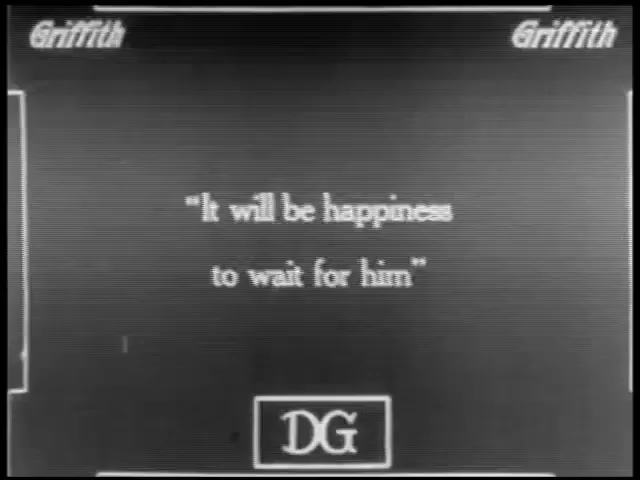 Griffith Griffith
"It will be happiness
to wait for him"
DG